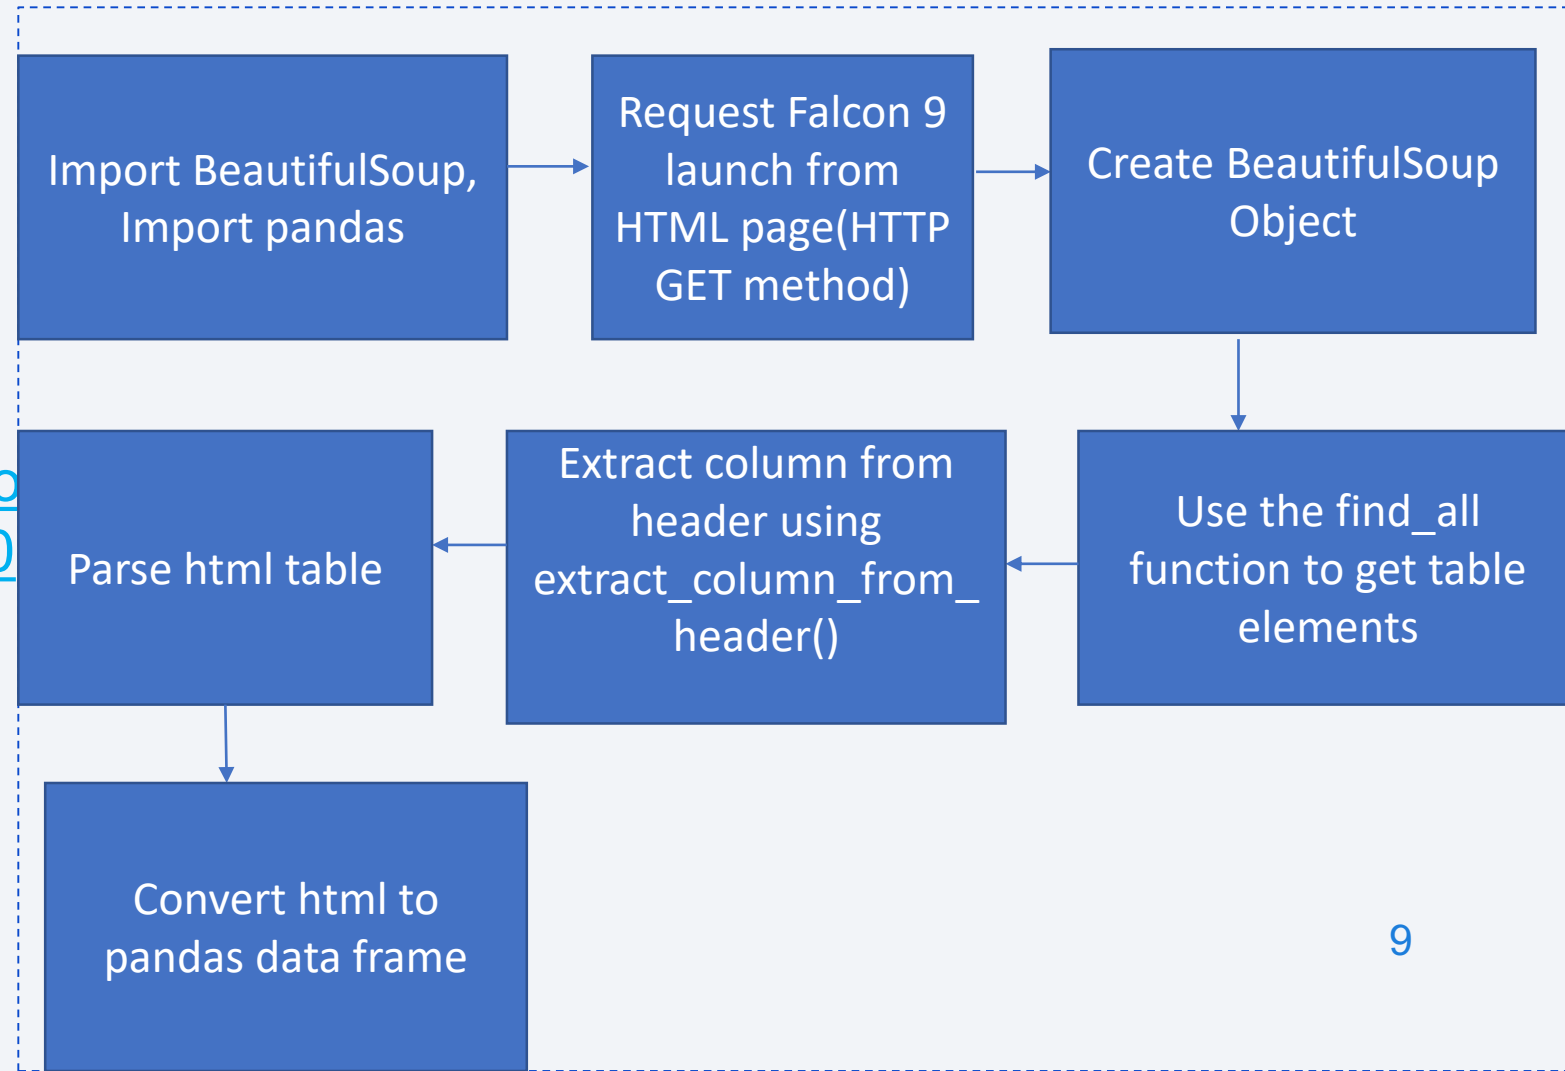 Import BeautifulSoup,
Import pandas
Request Falcon 9
launch from
HTML page(HTTP
GET method)
Create BeautifulSoup
Object
Use the find_all
function to get table
elements
Extract column from
header using
extract_column_from_
header()
Parse html table
Convert html to
pandas data frame
9